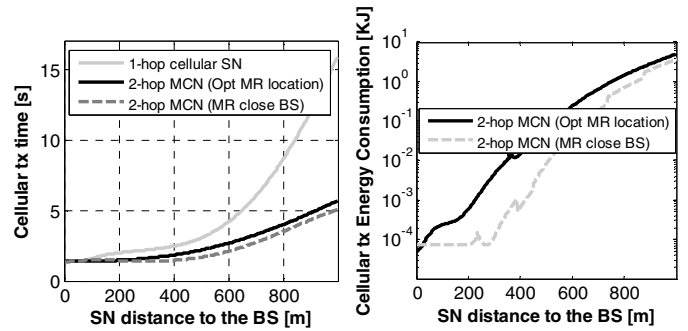 Cellular tx time [s]
15
10
5
0
1-hop cellular SN
2-hop MCN (Opt MR location)
2-hop MCN (MR close BS)
0 200 400 600 800
SN distance to the BS [m]
Cellular tx Energy Consumption [KJ]
10^1
10^0
10^-1
10^-2
10^-3
10^-4
2-hop MCN (Opt MR location)
2-hop MCN (MR close BS)
0 200 400 600 800
SN distance to the BS [m]